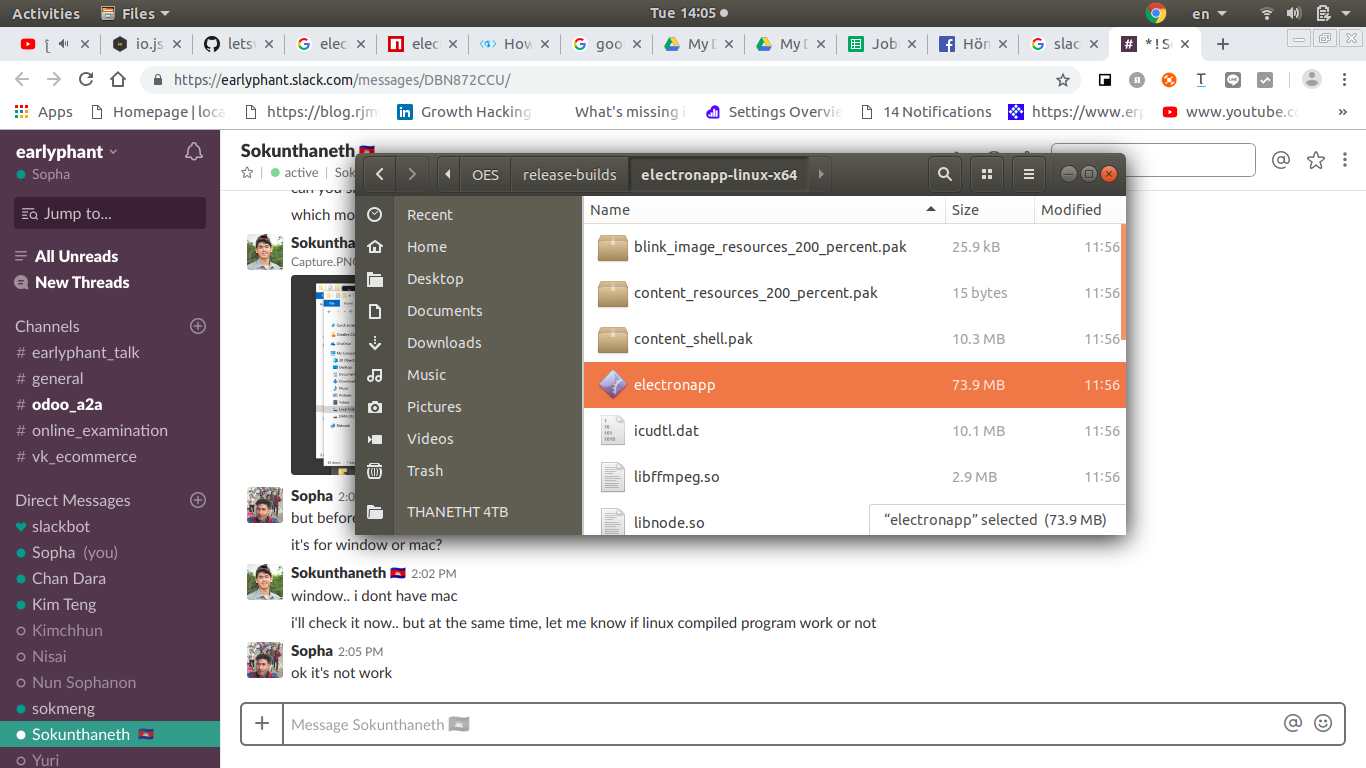 Activities
Files
Tue 14:05
en
io.js
letsv
elec
elec
How
goo
My D
My D
Job
Hön
slac
* ! S
https://earlyphant.slack.com/messages/DBN872CCU/
Apps
Homepage | loca
https://blog.rjm
Growth Hacking
What's missing i
Settings Overvie
14 Notifications
https://www.erp
www.youtube.co
»
earlyphant
Sopha
Jump to...
All Unreads
New Threads
Channels
# earlyphant_talk
# general
# odoo_a2a
# online_examination
# vk_ecommerce
Direct Messages
slackbot
Sopha (you)
Chan Dara
Kim Teng
Kimchhun
Nisai
Nun Sophanon
sokmeng
Sokunthaneth
Yuri
Sokunthaneth
active
Sok
can you s
which mo
Sokuntha
Capture.PNG
Sopha 2:0
but before
it's for window or mac?
Sokunthaneth 2:02 PM
window.. i dont have mac
i'll check it now.. but at the same time, let me know if linux compiled program work or not
Sopha 2:05 PM
ok it's not work
Message Sokunthaneth
OES
release-builds
electronapp-linux-x64
Recent
Home
Desktop
Documents
Downloads
Music
Pictures
Videos
Trash
THANETHT 4TB
Name Size Modified
blink_image_resources_200_percent.pak 25.9 kB 11:56
content_resources_200_percent.pak 15 bytes 11:56
content_shell.pak 10.3 MB 11:56
electronapp 73.9 MB 11:56
icudtl.dat 10.1 MB 11:56
libffmpeg.so 2.9 MB 11:56
libnode.so
“electronapp” selected (73.9 MB)